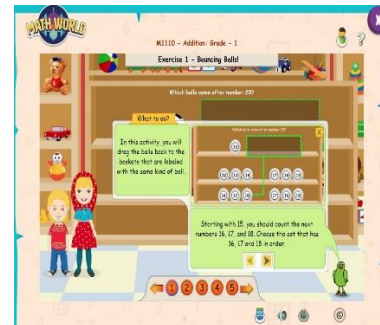 MATH WORLD
M1110 - Addition: Grade - 1
Exercise 1 - Bouncing Balls!
Which balls come after number 20?
What to do?
In this activity, you will
drag the balls back to the
baskets that are labeled
with the same kind of ball.
X
15
Starting with 15, you should count the next
numbers 16, 17, and 18. Choose the set that has
16, 17 and 18 in order.
1 2 3 4 5
?